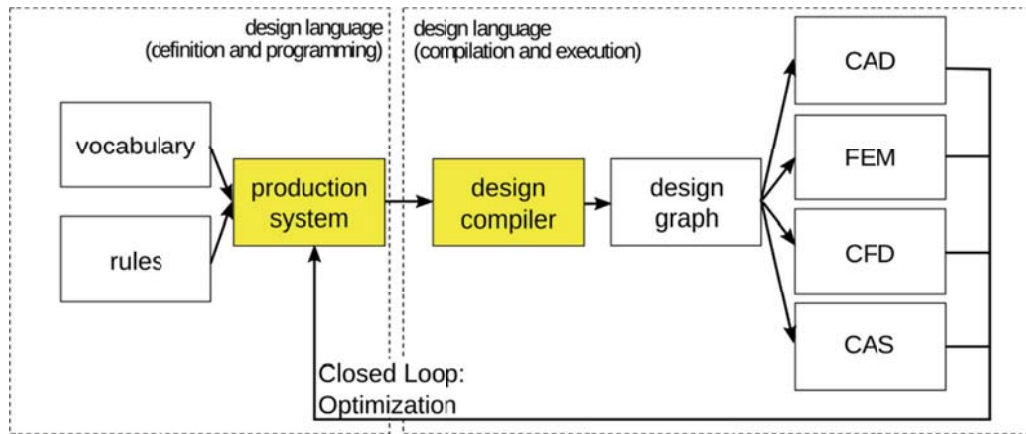 design language
(definition and programming)
design language
(compilation and execution)
vocabulary
rules
production
system
design
compiler
design
graph
CAD
FEM
CFD
CAS
Closed Loop:
Optimization